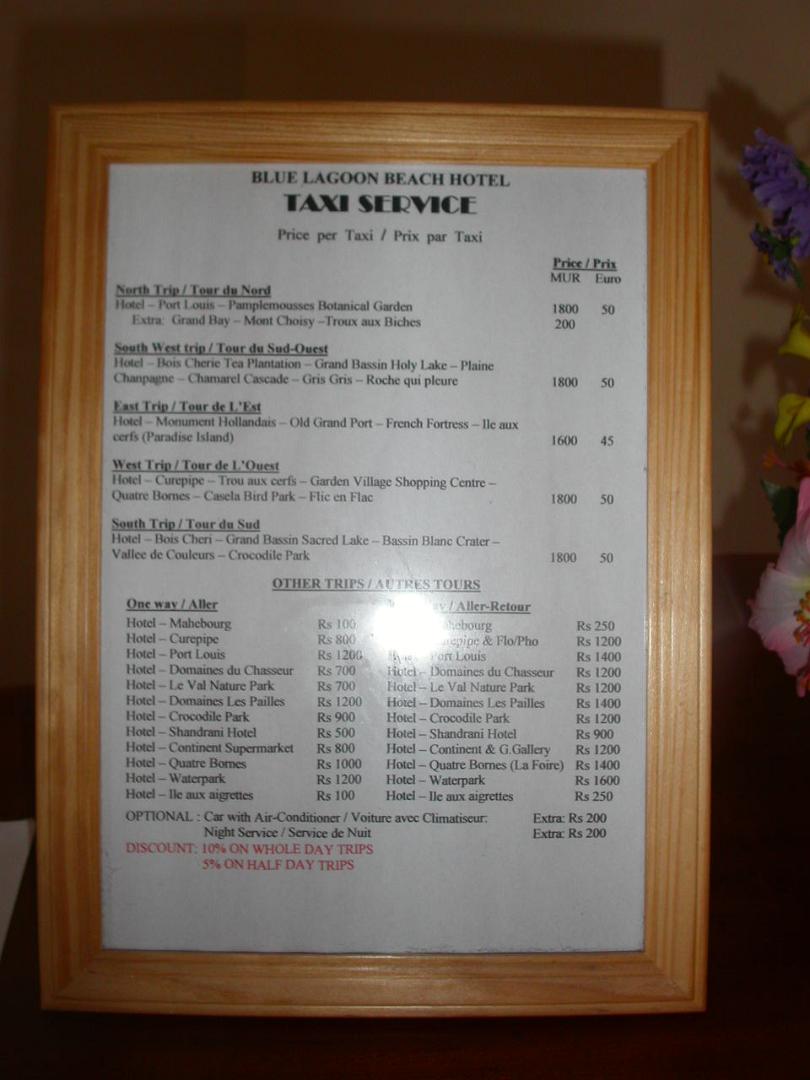 BLUE LAGOON BEACH HOTEL
TAXI SERVICE
Price per Taxi / Prix par Taxi
Price / Prix
MUR Euro
North Trip / Tour du Nord
Hotel – Port Louis – Pamplemousses Botanical Garden 1800 50
Extra: Grand Bay – Mont Choisy –Troux aux Biches 200
South West trip / Tour du Sud-Ouest
Hotel – Bois Cherie Tea Plantation – Grand Bassin Holy Lake – Plaine
Chanpagne – Chamarel Cascade – Gris Gris – Roche qui pleure 1800 50
East Trip / Tour de L'Est
Hotel – Monument Hollandais – Old Grand Port – French Fortress – Ile aux
cerfs (Paradise Island) 1600 45
West Trip / Tour de L'Ouest
Hotel – Curepipe – Trou aux cerfs – Garden Village Shopping Centre –
Quatre Bornes – Casela Bird Park – Flic en Flac 1800 50
South Trip / Tour du Sud
Hotel – Bois Cheri – Grand Bassin Sacred Lake – Bassin Blanc Crater –
Vallee de Couleurs – Crocodile Park 1800 50
OTHER TRIPS / AUTRES TOURS
One way / Aller / Aller-Retour
Hotel – Mahebourg Rs 100 Rs 250
Hotel – Curepipe Rs 800 & Flo/Pho Rs 1200
Hotel – Port Louis Rs 1200 Port Louis Rs 1400
Hotel – Domaines du Chasseur Rs 700 Hotel – Domaines du Chasseur Rs 1200
Hotel – Le Val Nature Park Rs 700 Hotel – Le Val Nature Park Rs 1200
Hotel – Domaines Les Pailles Rs 1200 Hotel – Domaines Les Pailles Rs 1400
Hotel – Crocodile Park Rs 900 Hotel – Crocodile Park Rs 1200
Hotel – Shandrani Hotel Rs 500 Hotel – Shandrani Hotel Rs 900
Hotel – Continent Supermarket Rs 800 Hotel – Continent & G.Gallery Rs 1200
Hotel – Quatre Bornes Rs 1000 Hotel – Quatre Bornes (La Foire) Rs 1400
Hotel – Waterpark Rs 1200 Hotel – Waterpark Rs 1600
Hotel – Ile aux aigrettes Rs 100 Hotel – Ile aux aigrettes Rs 250
OPTIONAL : Car with Air-Conditioner / Voiture avec Climatiseur: Extra: Rs 200
Night Service / Service de Nuit Extra: Rs 200
DISCOUNT: 10% ON WHOLE DAY TRIPS
5% ON HALF DAY TRIPS